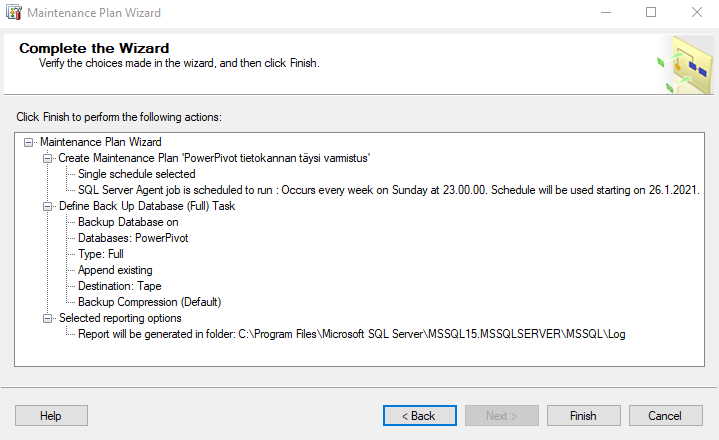 Maintenance Plan Wizard
Complete the Wizard
Verify the choices made in the wizard, and then click Finish.
Click Finish to perform the following actions:
Maintenance Plan Wizard
Create Maintenance Plan 'PowerPivot tietokannan täysi varmistus'
Single schedule selected
SQL Server Agent job is scheduled to run : Occurs every week on Sunday at 23.00.00. Schedule will be used starting on 26.1.2021.
Define Back Up Database (Full) Task
Backup Database on
Databases: PowerPivot
Type: Full
Append existing
Destination: Tape
Backup Compression (Default)
Selected reporting options
Report will be generated in folder: C:\Program Files\Microsoft SQL Server\MSSQL15.MSSQLSERVER\MSSQL\Log
Help
< Back
Next >
Finish
Cancel